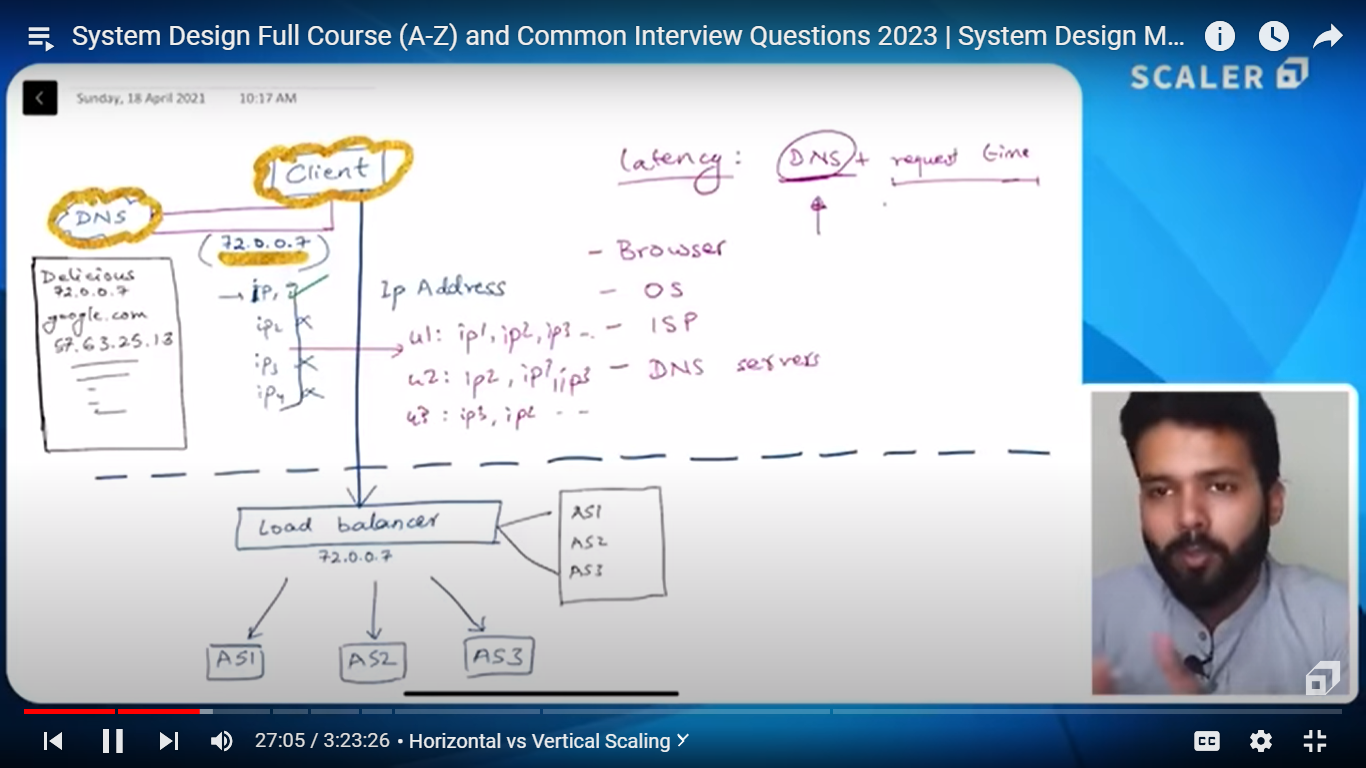 System Design Full Course (A-Z) and Common Interview Questions 2023 | System Design M...
SCALER
Sunday, 18 April 2021 10:17 AM
Client
Latency: DNS + request time
DNS
(72.0.0.7)
Delicious
72.0.0.7
google.com
57.63.25.13
ip1
ip2
ip3
ip4
Ip Address
u1: ip1, ip2, ip3 ..
u2: ip2, ip1, ip3
u3: ip3, ip2 - -
- Browser
- OS
- ISP
- DNS servers
Load balancer
72.0.0.7
AS1
AS2
AS3
AS1
AS2
AS3
27:05 / 3:23:26 • Horizontal vs Vertical Scaling
CC